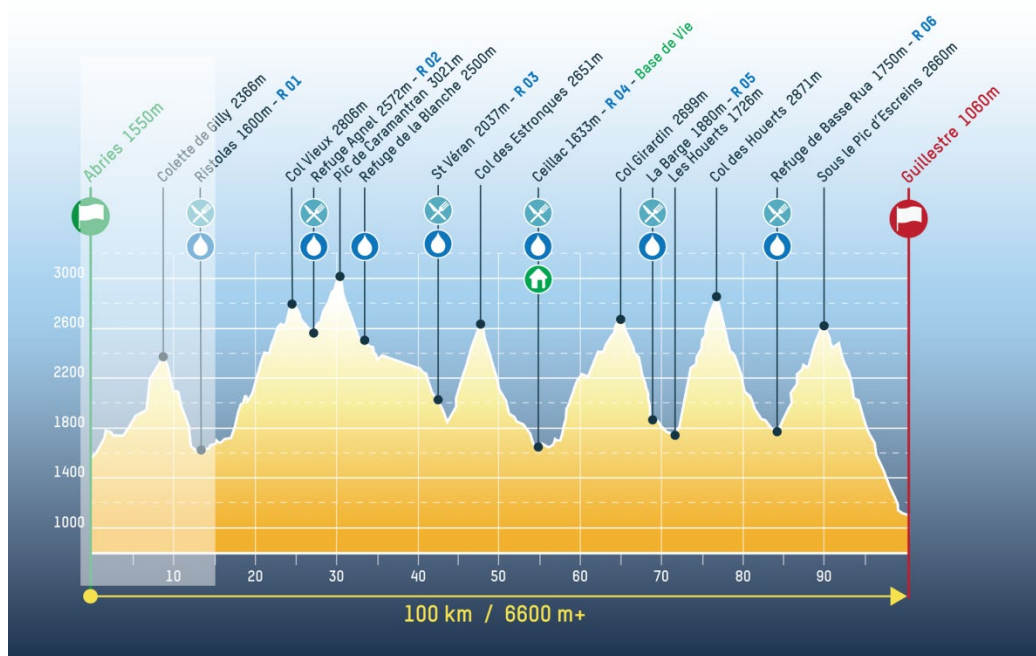 Abries 1550m
Colette de Gilly 2366m
Ristolas 1600m - R 01
Col Vieux 2806m
Refuge Agnel 2572m - R 02
Pic de Caramantran 3021m
Refuge de la Blanche 2500m
St Véran 2037m - R 03
Col des Estronques 2651m
Ceillac 1633m - R 04 - Base de Vie
Col Girardin 2699m
La Barge 1880m - R 05
Les Houerts 1726m
Col des Houerts 2871m
Refuge de Basse Rua 1750m - R 06
Sous le Pic d'Escreins 2660m
Guillestre 1060m
3000
2600
2200
1800
1400
1000
10 20 30 40 50 60 70 80 90
100 km / 6600 m+